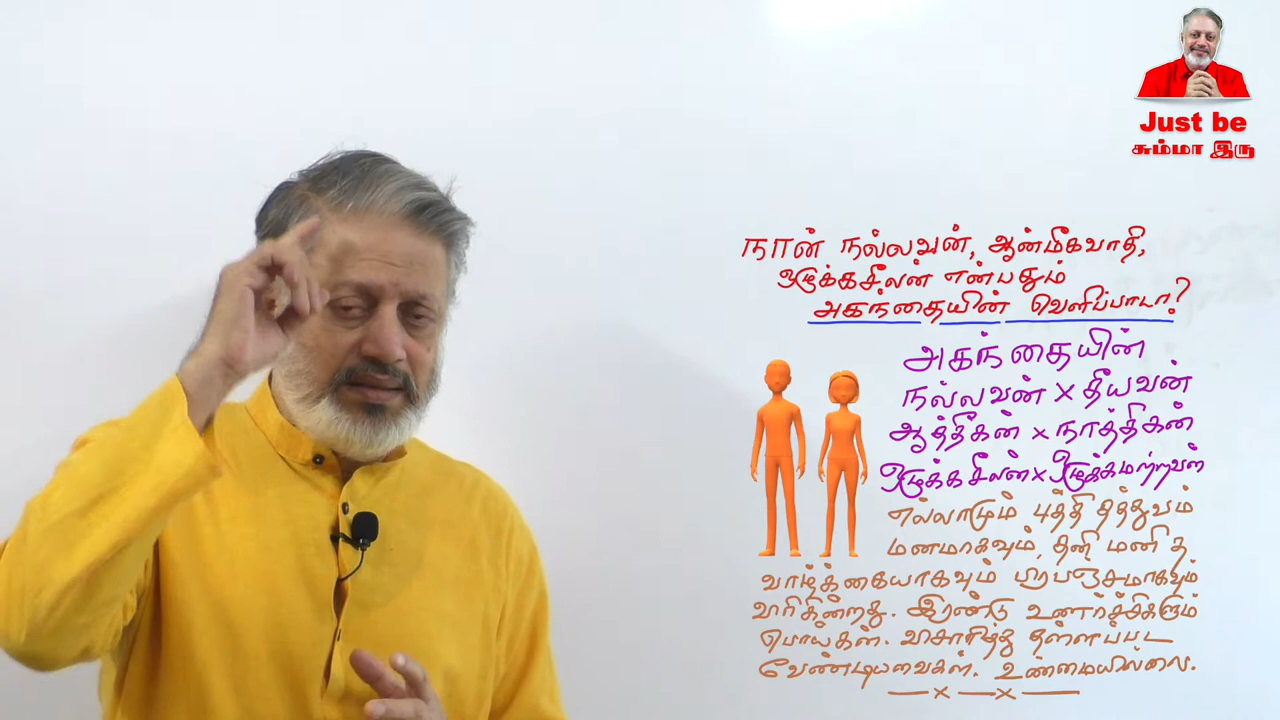 Just be
சும்மா இரு
நான் நல்லவன், ஆன்மீகவாதி,
ஒழுக்கசீலன் என்பதும்
அகந்தையின் வெளிப்பாடா?
அகந்தையின்
நல்லவன் x தீயவன்
ஆத்திகன் x நாத்திகன்
ஒழுக்கசீலன் x ஒழுக்கமற்றவன்
எல்லாமும் புத்தி தத்துவம்
மனமாகவும், தனி மனித
வாழ்க்கையாகவும் பிரபஞ்சமாகவும்
விரிகின்றது. இரண்டு உணர்ச்சிகளும்
பொய்கள். விசாரித்து தள்ளப்பட
வேண்டியவைகள். உண்மையில்லை.